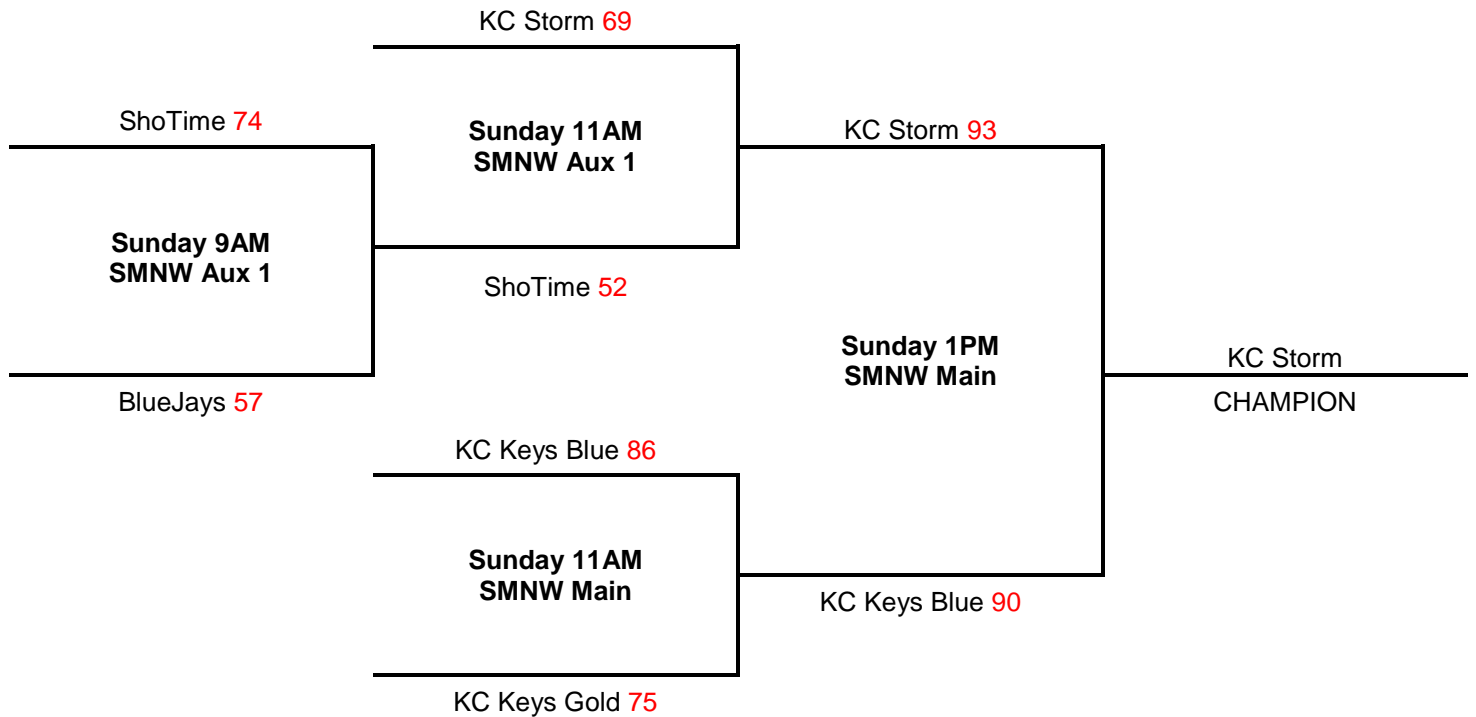 KC Storm 69
ShoTime 74
Sunday 11AM
SMNW Aux 1
KC Storm 93
Sunday 9AM
SMNW Aux 1
ShoTime 52
Sunday 1PM
SMNW Main
KC Storm
CHAMPION
BlueJays 57
KC Keys Blue 86
Sunday 11AM
SMNW Main
KC Keys Blue 90
KC Keys Gold 75